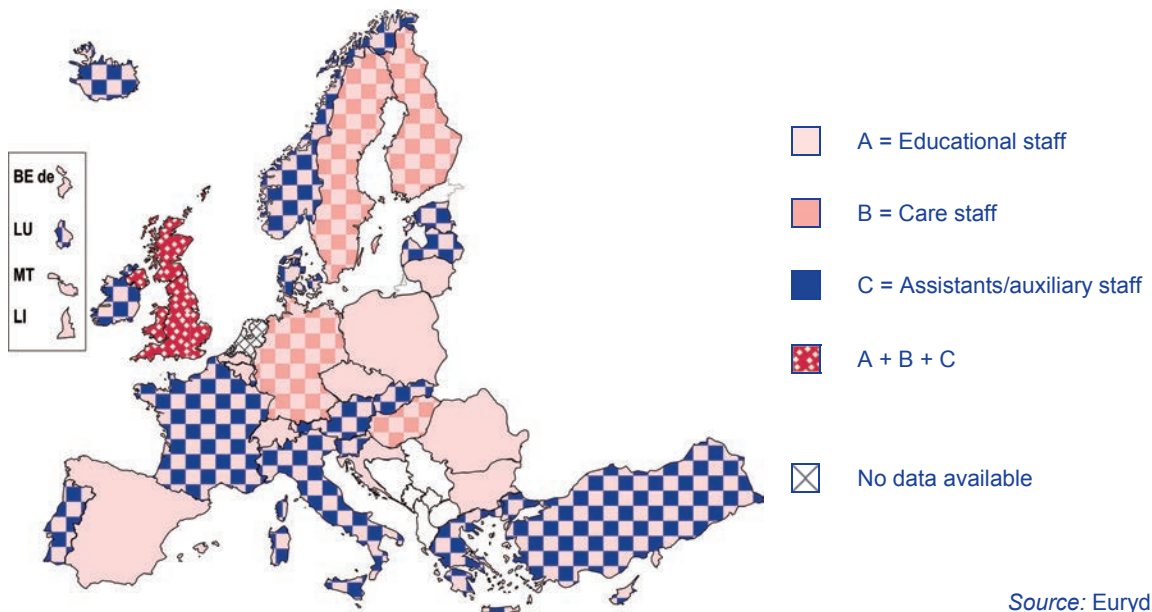 BE de
LU
MT
LI
A = Educational staff
B = Care staff
C = Assistants/auxiliary staff
A + B + C
No data available
Source: Euryd